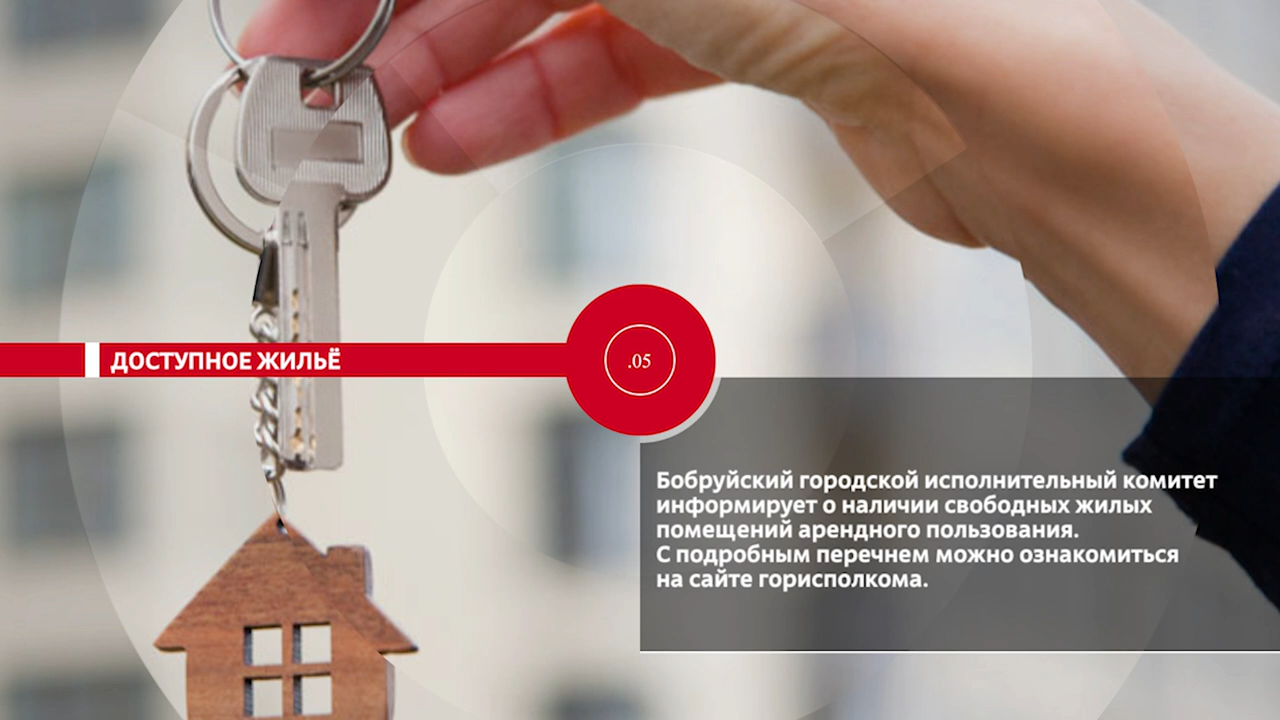 ДОСТУПНОЕ ЖИЛЬЁ
.05
Бобруйский городской исполнительный комитет
информирует о наличии свободных жилых
помещений арендного пользования.
С подробным перечнем можно ознакомиться
на сайте горисполкома.